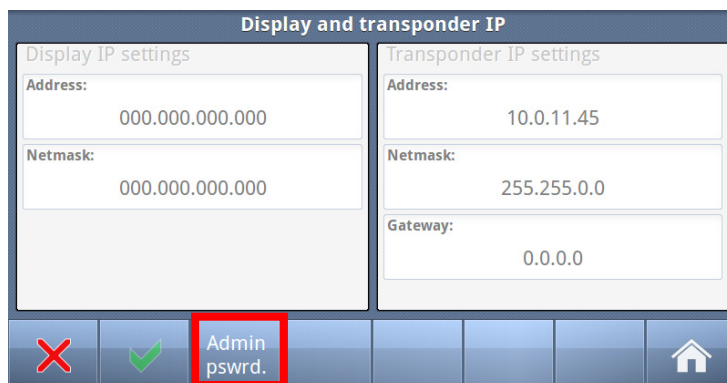 Display and transponder IP
Display IP settings
Address:
000.000.000.000
Netmask:
000.000.000.000
Transponder IP settings
Address:
10.0.11.45
Netmask:
255.255.0.0
Gateway:
0.0.0.0
Admin
pswrd.